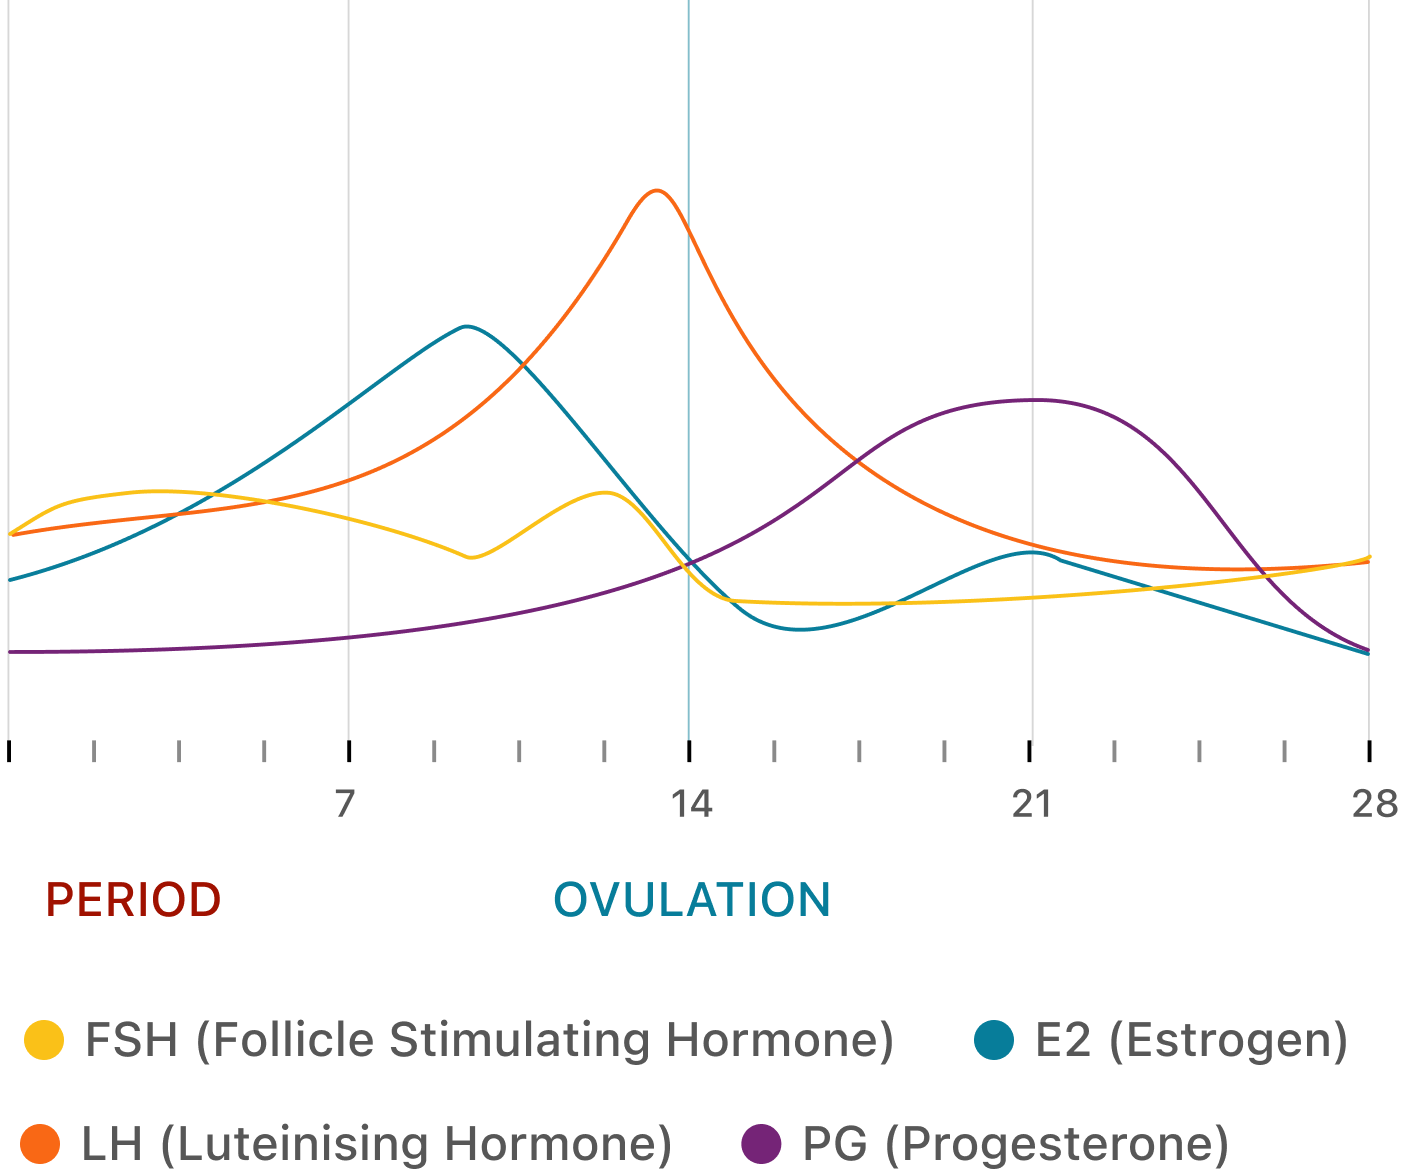 7 14 21 28
PERIOD OVULATION
FSH (Follicle Stimulating Hormone) E2 (Estrogen)
LH (Luteinising Hormone) PG (Progesterone)